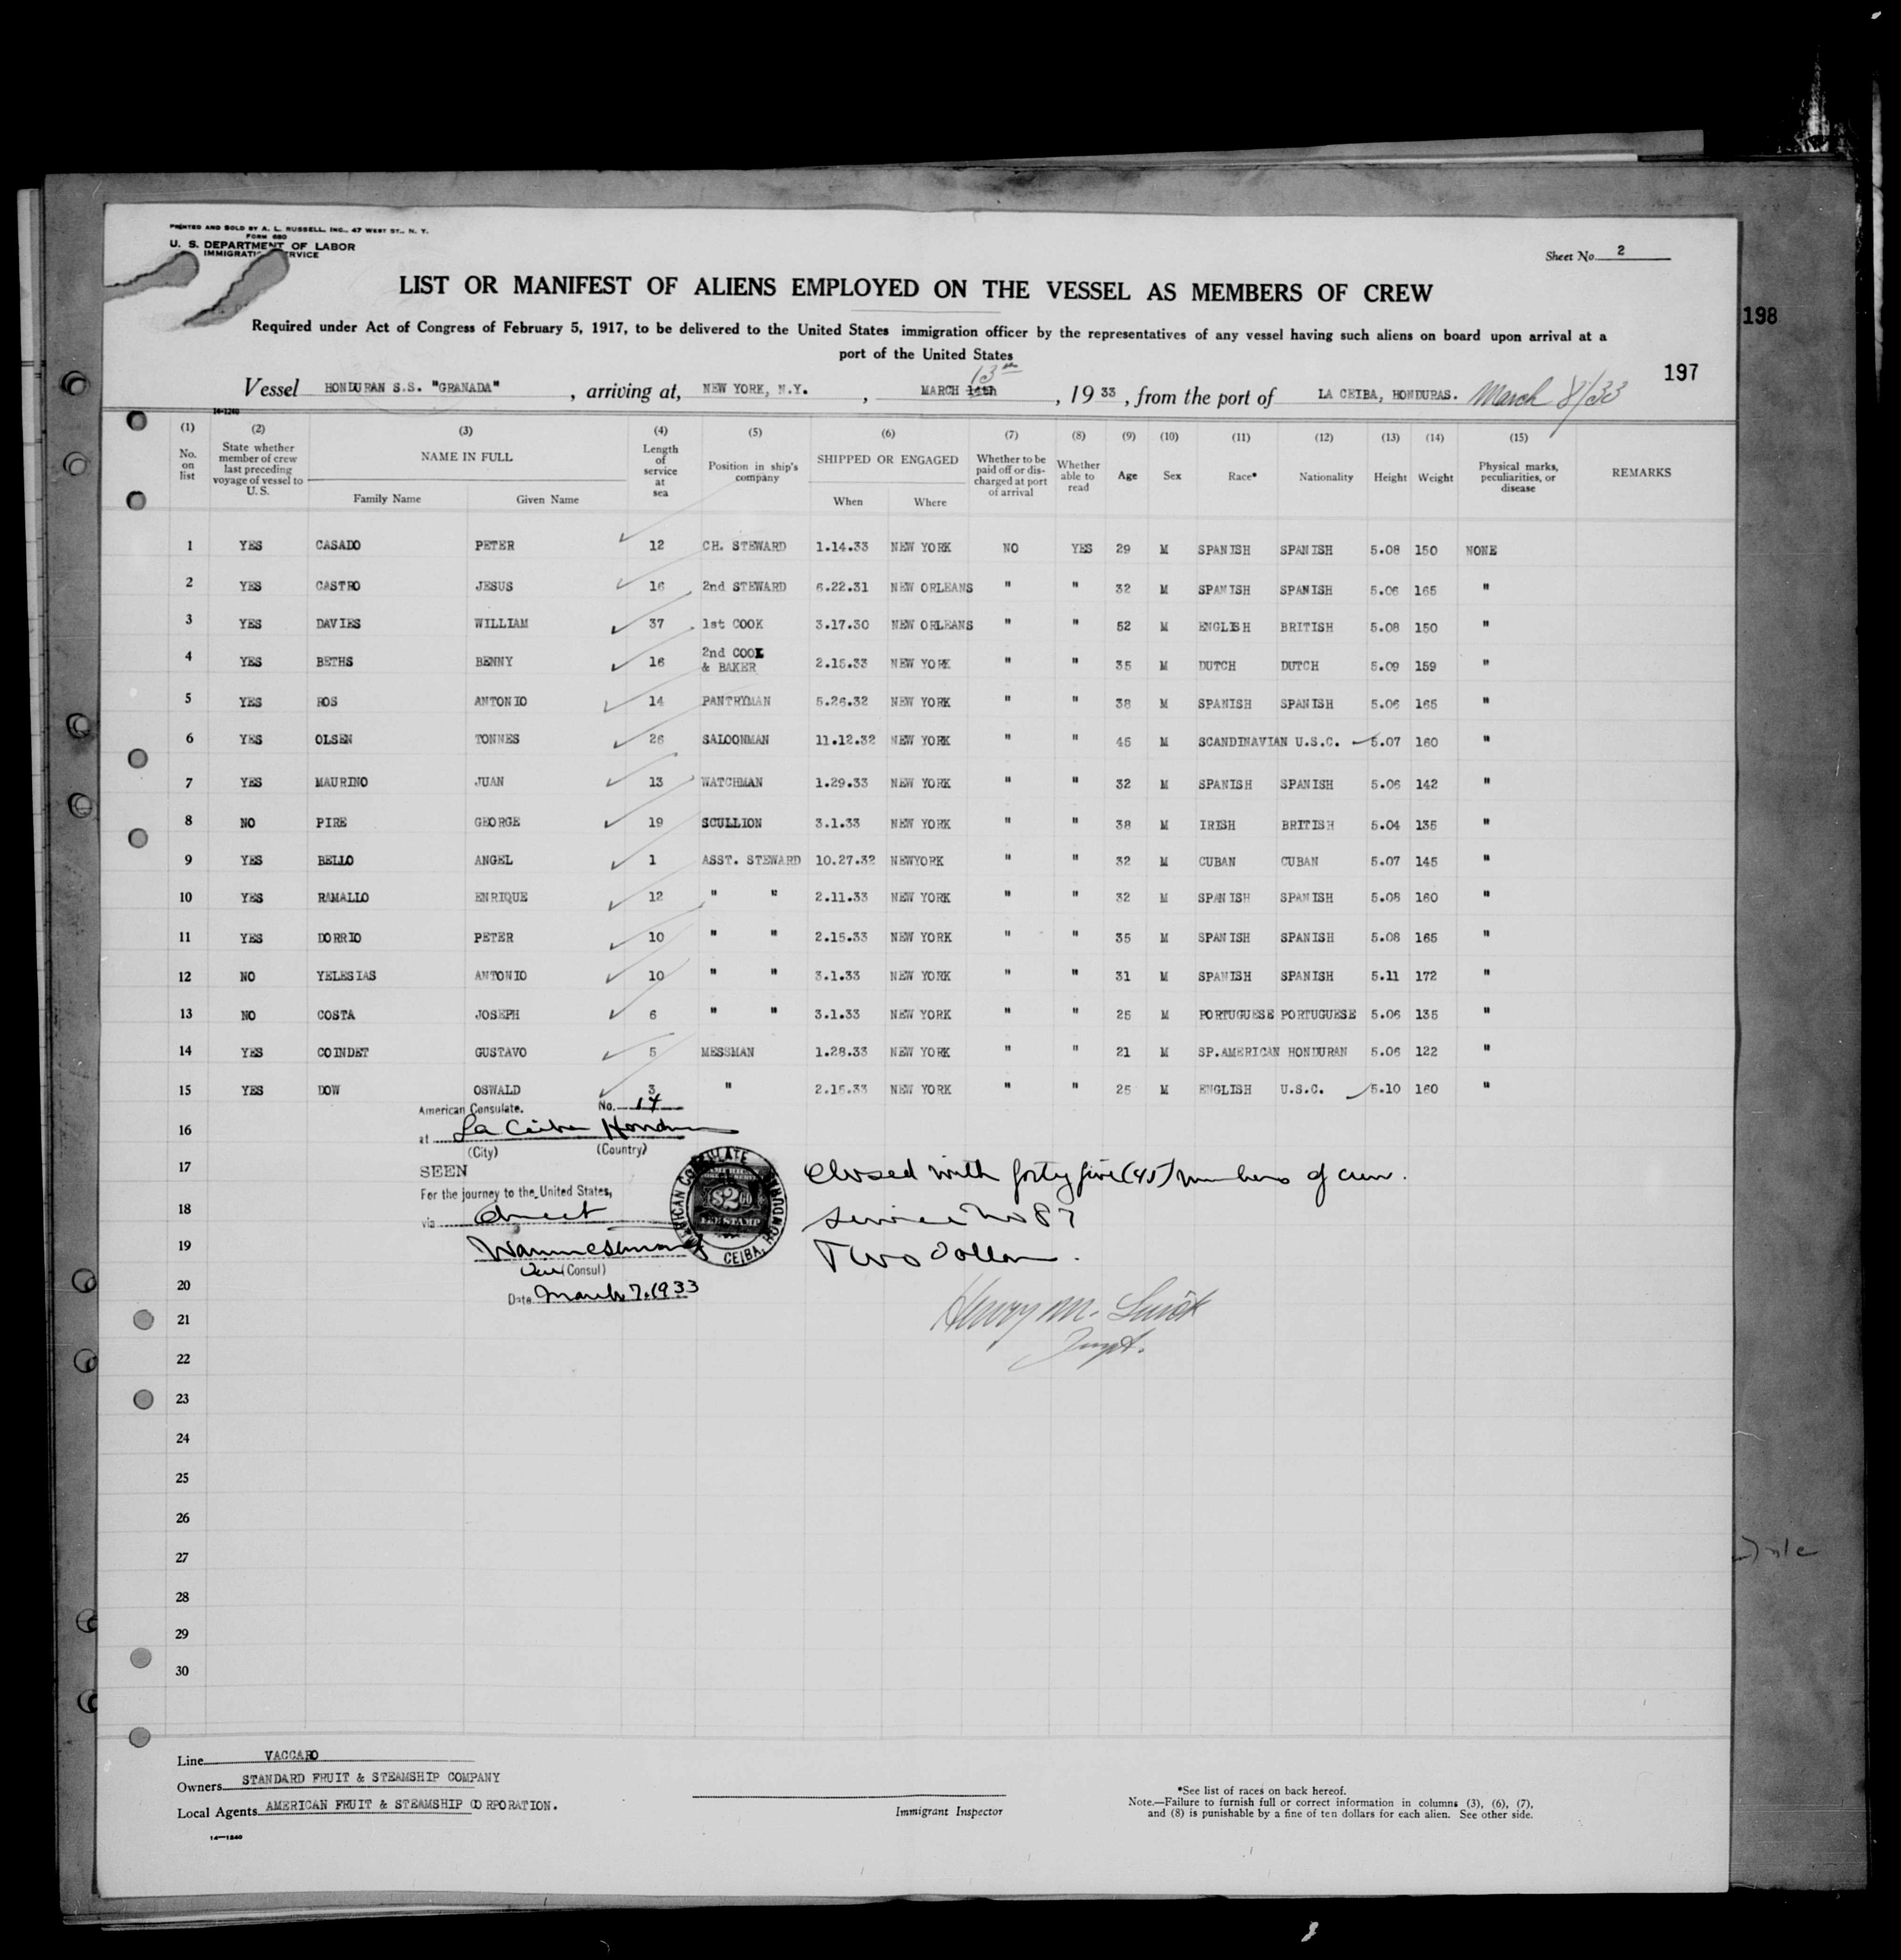 PRINTED AND SOLD BY A. L. RUSSELL, INC., 47 WEST ST., N. Y.
FORM 680
U. S. DEPARTMENT OF LABOR
IMMIGRATI RVICE
Sheet No. 2
LIST OR MANIFEST OF ALIENS EMPLOYED ON THE VESSEL AS MEMBERS OF CREW
198
Required under Act of Congress of February 5, 1917, to be delivered to the United States immigration officer by the representatives of any vessel having such aliens on board upon arrival at a
port of the United States
197
13th
Vessel HONDURAN S.S. "GRANADA" , arriving at, NEW YORK, N.Y. , MARCH 14th , 19 33 , from the port of LA CEIBA, HONDURAS. March 8/33
14-1240
(1) (2) (3) (4) (5) (6) (7) (8) (9) (10) (11) (12) (13) (14) (15)
No. on list State whether member of crew last preceding voyage of vessel to U. S. NAME IN FULL Length of service at sea Position in ship's company SHIPPED OR ENGAGED Whether to be paid off or discharged at port of arrival Whether able to read Age Sex Race* Nationality Height Weight Physical marks, peculiarities, or disease REMARKS
Family Name Given Name When Where
1 YES CASADO PETER 12 CH. STEWARD 1.14.33 NEW YORK NO YES 29 M SPANISH SPANISH 5.08 150 NONE
2 YES CASTRO JESUS 16 2nd STEWARD 6.22.31 NEW ORLEANS " " 32 M SPANISH SPANISH 5.06 165 "
3 YES DAVIES WILLIAM 37 1st COOK 3.17.30 NEW ORLEANS " " 52 M ENGLISH BRITISH 5.08 150 "
4 YES BETHS BENNY 16 2nd COOK & BAKER 2.15.33 NEW YORK " " 35 M DUTCH DUTCH 5.09 159 "
5 YES ROS ANTONIO 14 PANTRYMAN 5.26.32 NEW YORK " " 38 M SPANISH SPANISH 5.06 165 "
6 YES OLSEN TONNES 26 SALOONMAN 11.12.32 NEW YORK " " 45 M SCANDINAVIAN U.S.C. 5.07 160 "
7 YES MAURINO JUAN 13 WATCHMAN 1.29.33 NEW YORK " " 32 M SPANISH SPANISH 5.06 142 "
8 NO PIRE GEORGE 19 SCULLION 3.1.33 NEW YORK " " 38 M IRISH BRITISH 5.04 135 "
9 YES BELLO ANGEL 1 ASST. STEWARD 10.27.32 NEWYORK " " 32 M CUBAN CUBAN 5.07 145 "
10 YES RAMALLO ENRIQUE 12 " " 2.11.33 NEW YORK " " 32 M SPANISH SPANISH 5.08 160 "
11 YES DORRIO PETER 10 " " 2.15.33 NEW YORK " " 35 M SPANISH SPANISH 5.08 165 "
12 NO YELESIAS ANTONIO 10 " " 3.1.33 NEW YORK " " 31 M SPANISH SPANISH 5.11 172 "
13 NO COSTA JOSEPH 6 " " 3.1.33 NEW YORK " " 25 M PORTUGUESE PORTUGUESE 5.06 135 "
14 YES COINDET GUSTAVO 5 MESSMAN 1.28.33 NEW YORK " " 21 M SP.AMERICAN HONDURAN 5.06 122 "
15 YES DOW OSWALD 3 " 2.15.33 NEW YORK " " 25 M ENGLISH U.S.C. 5.10 160 "
American Consulate. No. 14
16
at La Ceiba Honduras
(City) (Country)
17
SEEN
Closed with forty five (45) members of crew.
For the journey to the United States,
18
via direct
Service No 87
19
Two Dollars.
Vice (Consul)
20
Date March 7, 1933
AMERICAN CONSULATE
CEIBA, HONDURAS
AMERICAN
$2.00
FEE STAMP
21
Henry M.
22
23
24
25
26
27
28
29
30
Line VACCARO
Owners STANDARD FRUIT & STEAMSHIP COMPANY
Local Agents AMERICAN FRUIT & STEAMSHIP CORPORATION.
Immigrant Inspector
*See list of races on back hereof.
Note.—Failure to furnish full or correct information in columns (3), (6), (7),
and (8) is punishable by a fine of ten dollars for each alien. See other side.
14—1240